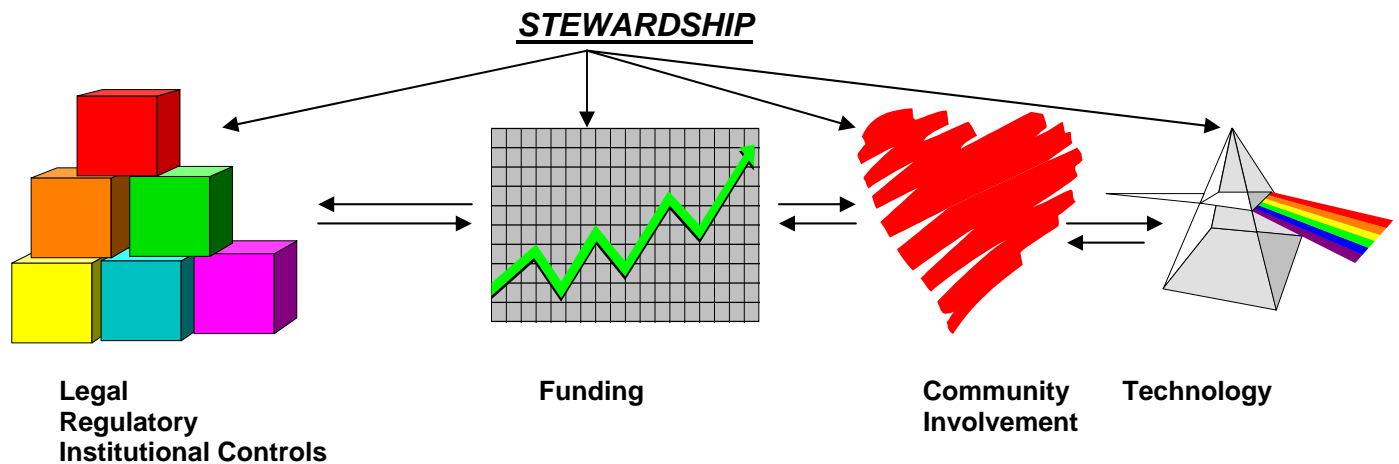 STEWARDSHIP
Legal
Regulatory
Institutional Controls
Funding
Community
Involvement
Technology